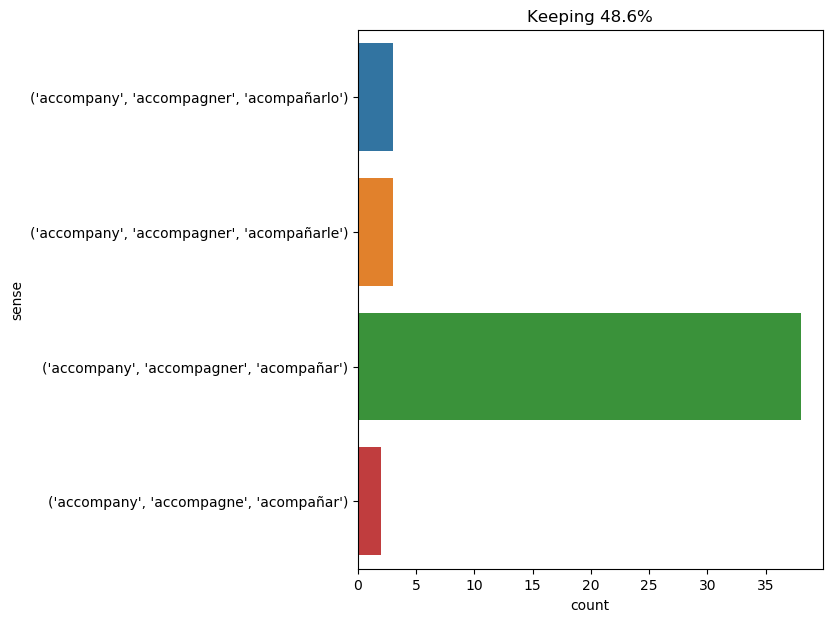 Keeping 48.6%
('accompany', 'accompagner', 'acompañarlo')
('accompany', 'accompagner', 'acompañarle')
sense
('accompany', 'accompagner', 'acompañar')
('accompany', 'accompagne', 'acompañar')
0 5 10 15 20 25 30 35
count